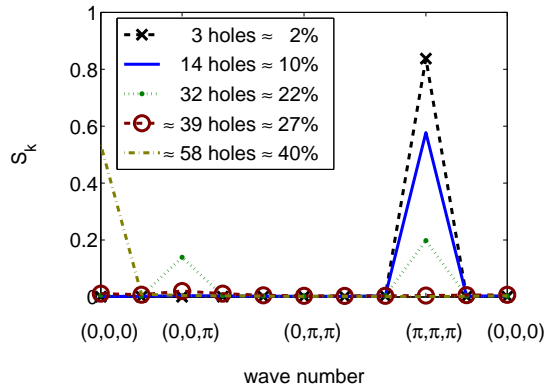 1
0.8
0.6
0.4
0.2
0
S_k
3 holes ≈ 2%
14 holes ≈ 10%
32 holes ≈ 22%
≈ 39 holes ≈ 27%
≈ 58 holes ≈ 40%
(0,0,0) (0,0,π) (0,π,π) (π,π,π) (0,0,0)
wave number